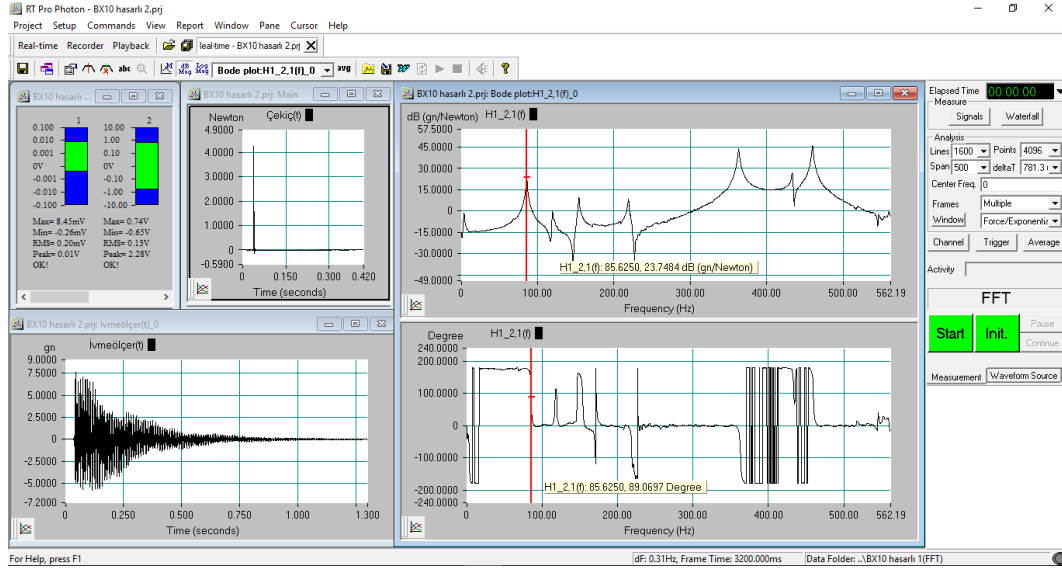 RT Pro Photon - BX10 hasarlı 2.prj
Project Setup Commands View Report Window Pane Cursor Help
Real-time Recorder Playback leal-time - BX10 hasarlı 2.prj X
abc dB Mag Log Mag Bode plot:H1_2,1(f)_0 avg
BX10 hasarlı ...
1 2
0.100 10.00
0.010 1.00
0.001 0.10
0V 0V
-0.001 -0.10
-0.010 -1.00
-0.100 -10.00
Max= 8.45mV Max= 0.74V
Min= -0.26mV Min= -0.65V
RMS= 0.20mV RMS= 0.13V
Peak= 0.01V Peak= 2.28V
OK! OK!
BX10 hasarlı 2.prj: Main
Newton Çekiç(t)
4.9000
4.0000
3.0000
2.0000
1.0000
0
-0.5900
0 0.150 0.300 0.420
Time (seconds)
BX10 hasarlı 2.prj: İvmeölçer(t)_0
gn İvmeölçer(t)
9.0000
7.5000
5.0000
2.5000
0
-2.5000
-5.0000
-7.2000
0 0.250 0.500 0.750 1.000 1.300
Time (seconds)
BX10 hasarlı 2.prj: Bode plot:H1_2,1(f)_0
dB (gn/Newton) H1_2,1(f)
57.5000
45.0000
30.0000
15.0000
0
-15.0000
-30.0000
-49.0000
H1_2,1(f): 85.6250, 23.7484 dB (gn/Newton)
0 100.00 200.00 300.00 400.00 500.00 562.19
Frequency (Hz)
Degree H1_2,1(f)
240.0000
200.0000
100.0000
0
-100.0000
-200.0000
-240.0000
H1_2,1(f): 85.6250, 89.0697 Degree
0 100.00 200.00 300.00 400.00 500.00 562.19
Frequency (Hz)
Elapsed Time 00:00:00
Measure
Signals Waterfall
Analysis
Lines 1600 Points 4096
Span 500 deltaT 781.3
Center Freq. 0
Frames Multiple
Window Force/Exponentia
Channel Trigger Average
Activity
FFT
Start Init. Pause
Continue
Measurement Waveform Source
For Help, press F1 dF: 0.31Hz, Frame Time: 3200.000ms Data Folder: ..\BX10 hasarlı 1(FFT)